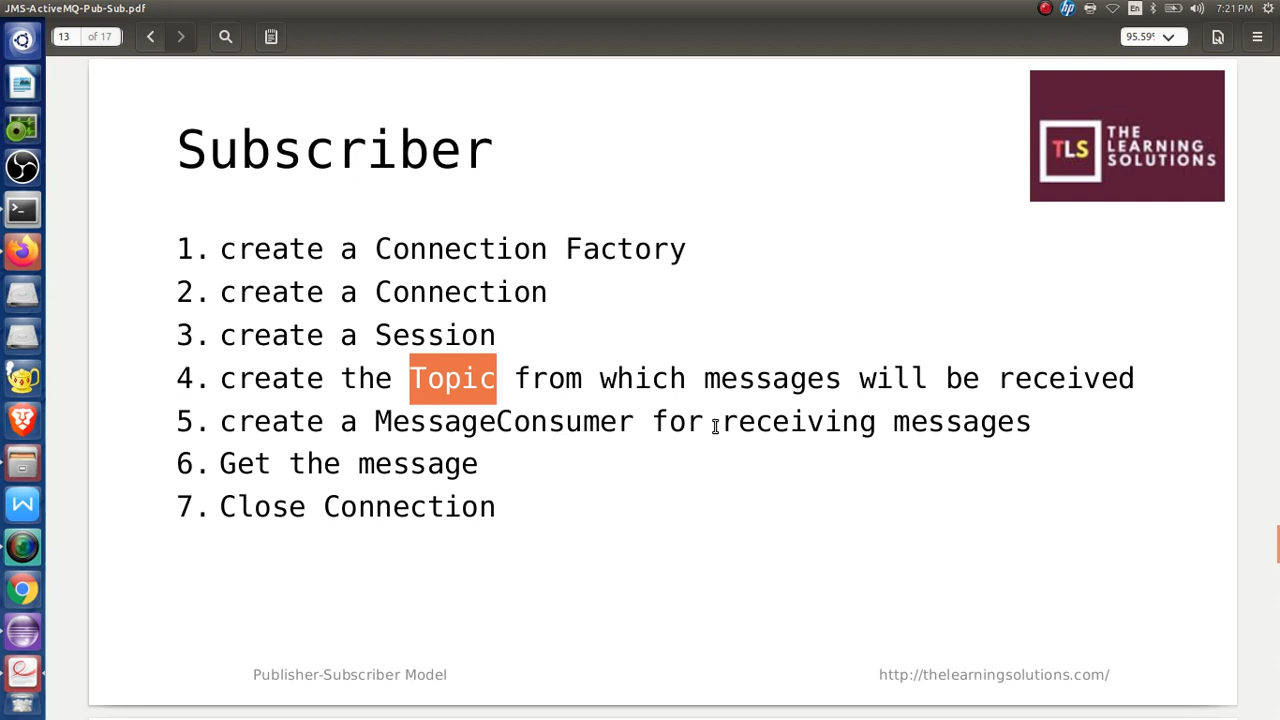 JMS-ActiveMQ-Pub-Sub.pdf
En
7:21 PM
13 of 17
95.59%
Subscriber
TLS
THE
LEARNING
SOLUTIONS
1. create a Connection Factory
2. create a Connection
3. create a Session
4. create the Topic from which messages will be received
5. create a MessageConsumer for receiving messages
6. Get the message
7. Close Connection
Publisher-Subscriber Model
http://thelearningsolutions.com/